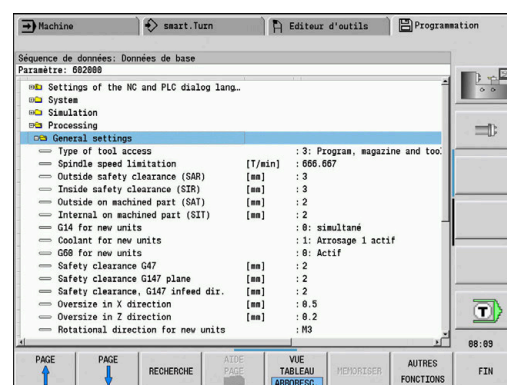 Machine
smart.Turn
Editeur d'outils
Programmation
Séquence de données: Données de base
Paramètre: 602000
Settings of the NC and PLC dialog lang…
System
Simulation
Processing
General settings
Type of tool access : 3: Program, magazine and tool
Spindle speed limitation [T/min] : 666.667
Outside safety clearance (SAR) [mm] : 3
Inside safety clearance (SIR) [mm] : 3
Outside on machined part (SAT) [mm] : 2
Internal on machined part (SIT) [mm] : 2
G14 for new units : 0: simultané
Coolant for new units : 1: Arrosage 1 actif
G60 for new units : 0: Actif
Safety clearance G47 [mm] : 2
Safety clearance G147 plane [mm] : 2
Safety clearance, G147 infeed dir. [mm] : 2
Oversize in X direction [mm] : 0.5
Oversize in Z direction [mm] : 0.2
Rotational direction for new units : M3
T
08:09
PAGE
PAGE
RECHERCHE
AIDE PAGE
VUE TABLEAU ARBORESC.
MEMORISER
AUTRES FONCTIONS
FIN